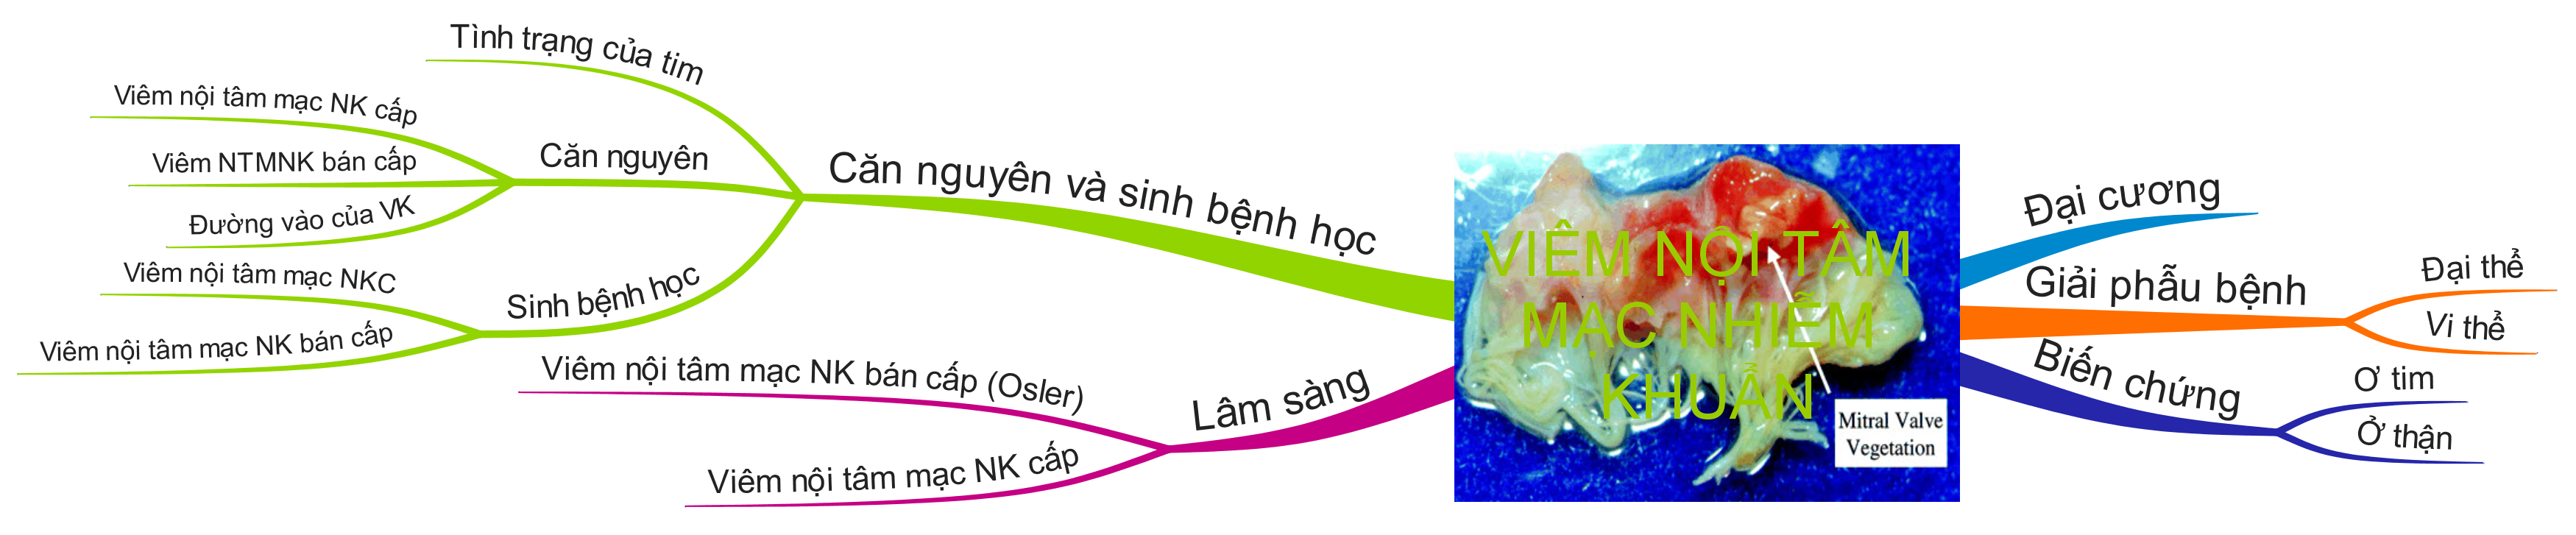 Tình trạng của tim
Viêm nội tâm mạc NK cấp
Viêm NTMNK bán cấp
Đường vào của VK
Căn nguyên
Viêm nội tâm mạc NKC
Viêm nội tâm mạc NK bán cấp
Sinh bệnh học
Căn nguyên và sinh bệnh học
Viêm nội tâm mạc NK bán cấp (Osler)
Viêm nội tâm mạc NK cấp
Lâm sàng
VIÊM NỘI TÂM
MẠC NHIỄM
KHUẨN
Mitral Valve
Vegetation
Đại cương
Giải phẫu bệnh
Đại thể
Vi thể
Biến chứng
Ơ tim
Ở thận